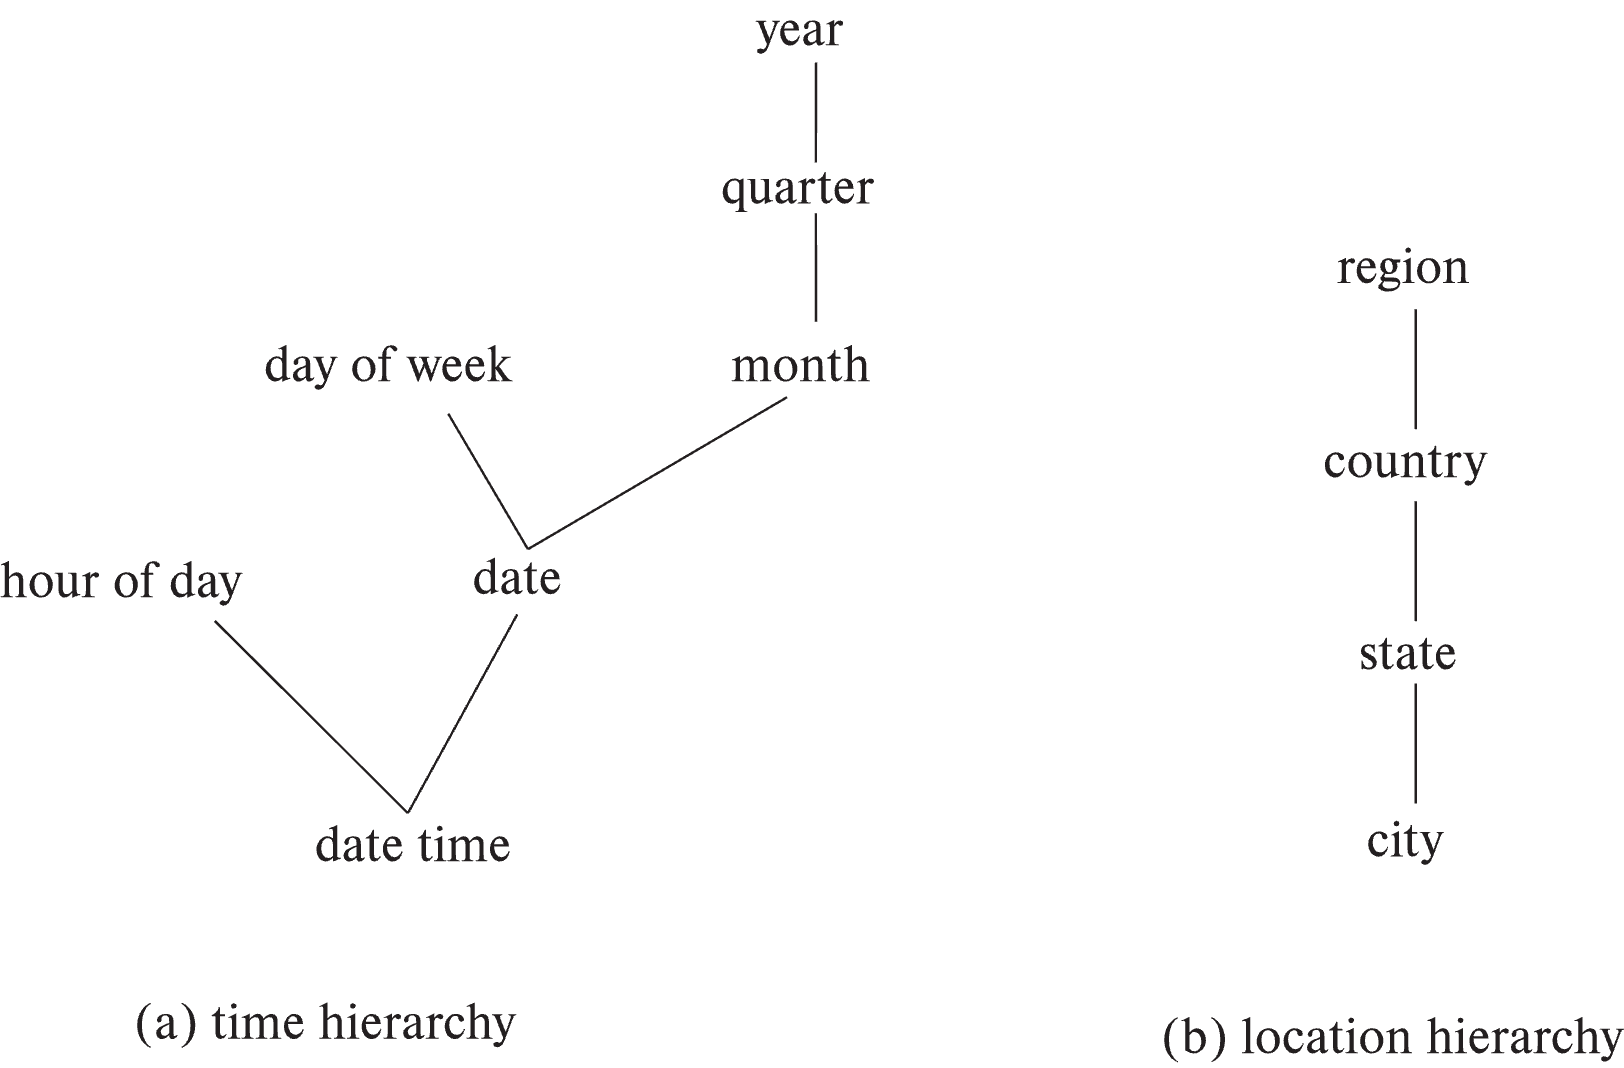 year
quarter
region
day of week
month
country
hour of day
date
state
date time
city
(a) time hierarchy
(b) location hierarchy